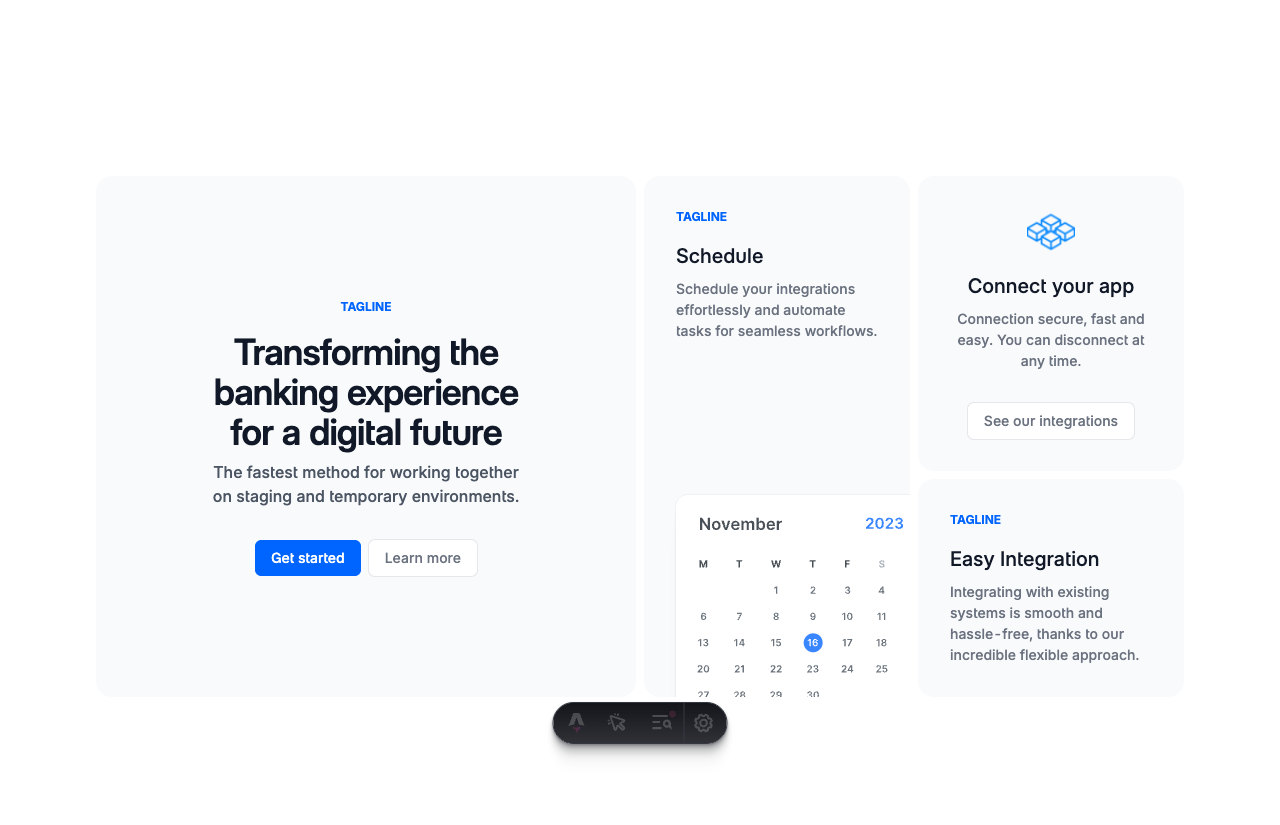 TAGLINE
Transforming the
banking experience
for a digital future
The fastest method for working together
on staging and temporary environments.
Get started
Learn more
TAGLINE
Schedule
Schedule your integrations
effortlessly and automate
tasks for seamless workflows.
November 2023
M T W T F S
1 2 3 4
6 7 8 9 10 11
13 14 15 16 17 18
20 21 22 23 24 25
27 28 29 30
Connect your app
Connection secure, fast and
easy. You can disconnect at
any time.
See our integrations
TAGLINE
Easy Integration
Integrating with existing
systems is smooth and
hassle-free, thanks to our
incredible flexible approach.